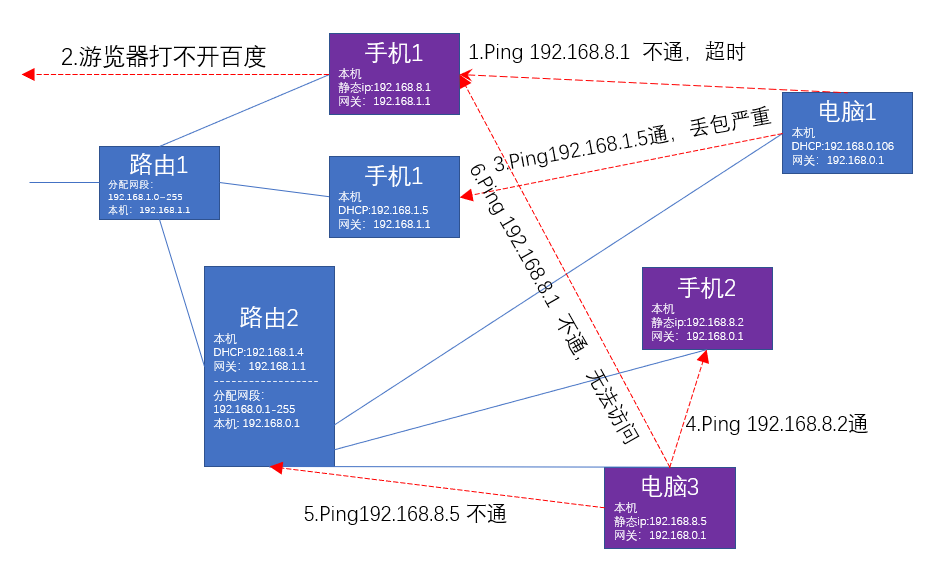 2.游览器打不开百度
手机1
本机
静态ip:192.168.8.1
网关：192.168.1.1
1.Ping 192.168.8.1 不通，超时
电脑1
本机
DHCP:192.168.0.106
网关：192.168.0.1
3.Ping192.168.1.5通，丢包严重
路由1
分配网段：
192.168.1.0-255
本机：192.168.1.1
手机1
本机
DHCP:192.168.1.5
网关：192.168.1.1
6.Ping 192.168.8.1 不通，无法访问
路由2
本机
DHCP:192.168.1.4
网关：192.168.1.1
------------------
分配网段：
192.168.0.1-255
本机: 192.168.0.1
手机2
本机
静态ip:192.168.8.2
网关：192.168.0.1
4.Ping 192.168.8.2通
电脑3
本机
静态ip:192.168.8.5
网关：192.168.0.1
5.Ping192.168.8.5 不通